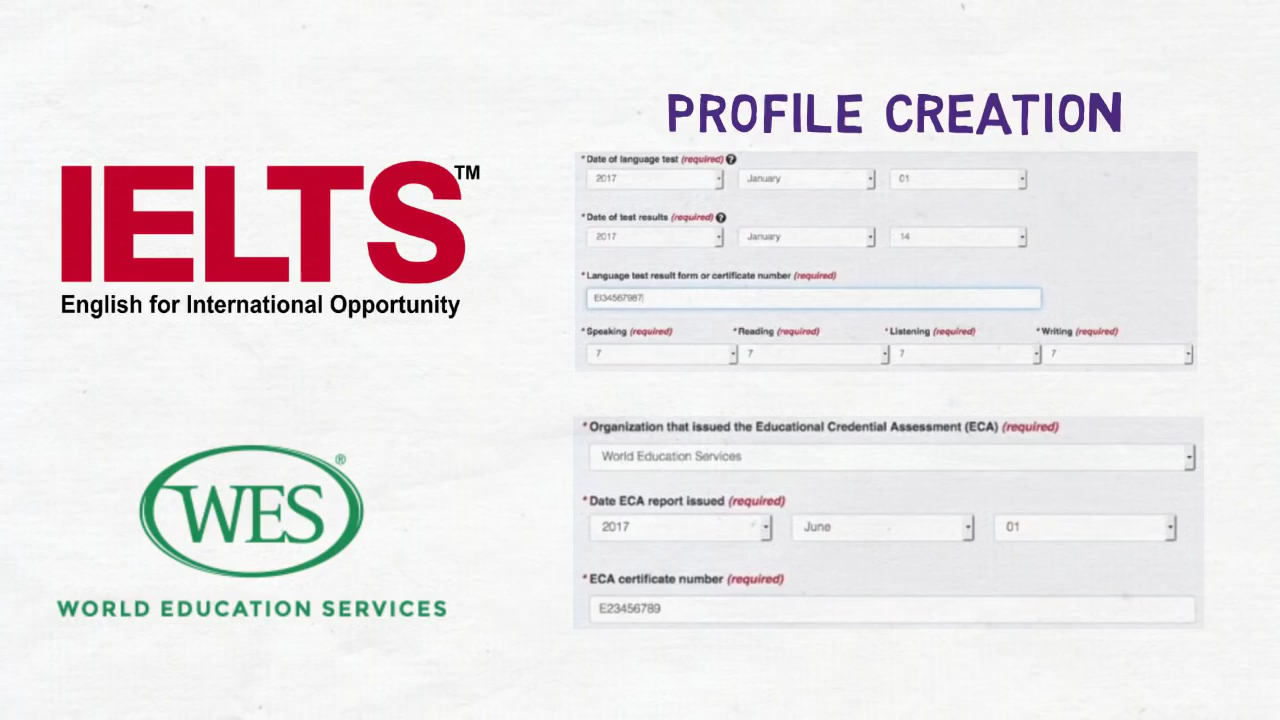 PROFILE CREATION
IELTS™
English for International Opportunity
* Date of language test (required) ?
2017 January 01
* Date of test results (required) ?
2017 January 14
* Language test result form or certificate number (required)
EI34567987
* Speaking (required) * Reading (required) * Listening (required) * Writing (required)
7 7 7 7
WES®
WORLD EDUCATION SERVICES
* Organization that issued the Educational Credential Assessment (ECA) (required)
World Education Services
* Date ECA report issued (required)
2017 June 01
* ECA certificate number (required)
E23456789